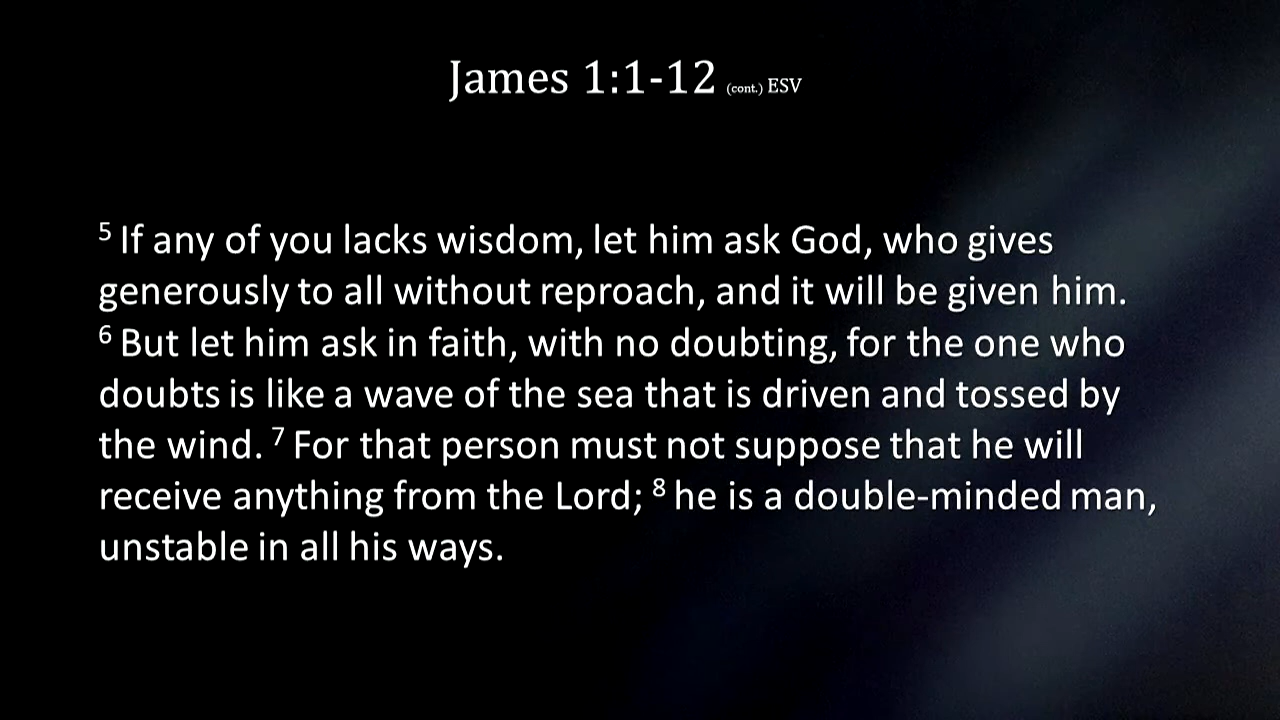 James 1:1-12 (cont.) ESV
5 If any of you lacks wisdom, let him ask God, who gives
generously to all without reproach, and it will be given him.
6 But let him ask in faith, with no doubting, for the one who
doubts is like a wave of the sea that is driven and tossed by
the wind. 7 For that person must not suppose that he will
receive anything from the Lord; 8 he is a double-minded man,
unstable in all his ways.